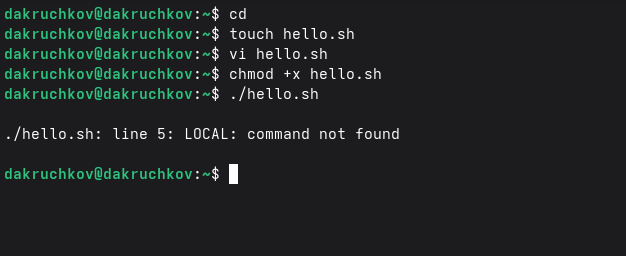 dakruchkov@dakruchkov:~$ cd
dakruchkov@dakruchkov:~$ touch hello.sh
dakruchkov@dakruchkov:~$ vi hello.sh
dakruchkov@dakruchkov:~$ chmod +x hello.sh
dakruchkov@dakruchkov:~$ ./hello.sh
./hello.sh: line 5: LOCAL: command not found
dakruchkov@dakruchkov:~$